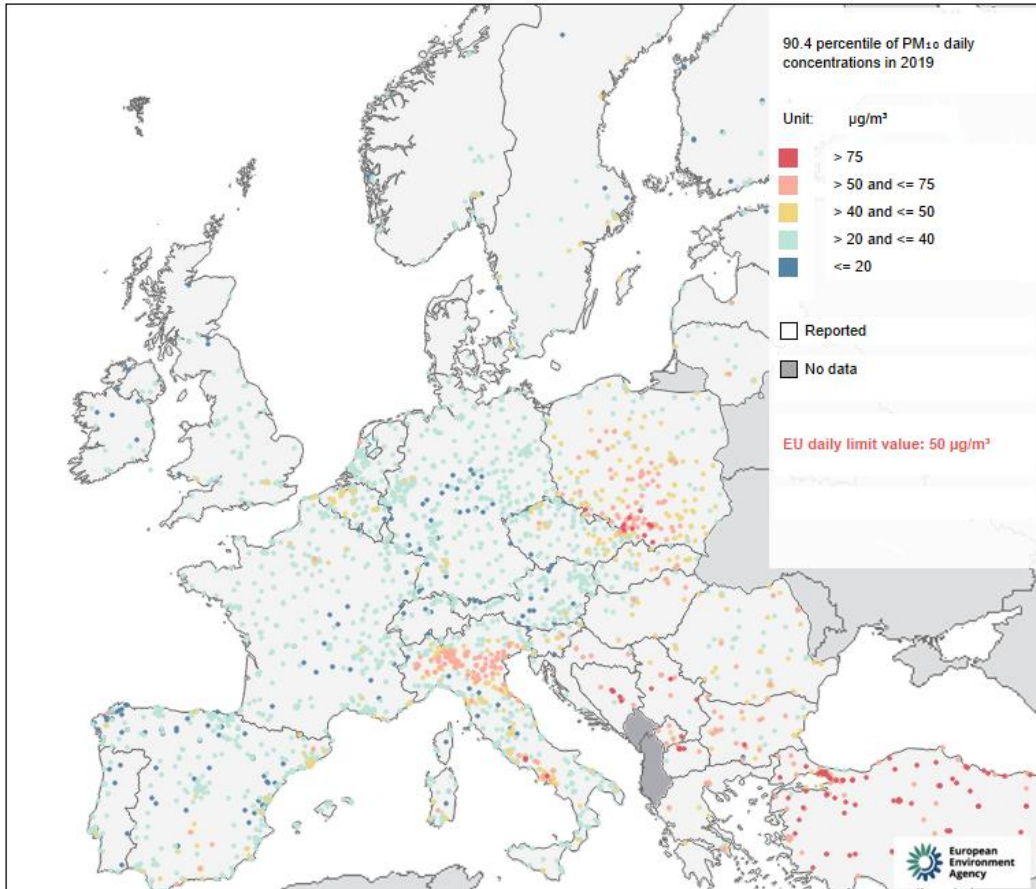 90.4 percentile of PM₁₀ daily
concentrations in 2019
Unit: µg/m³
> 75
> 50 and <= 75
> 40 and <= 50
> 20 and <= 40
<= 20
Reported
No data
EU daily limit value: 50 µg/m³
European
Environment
Agency